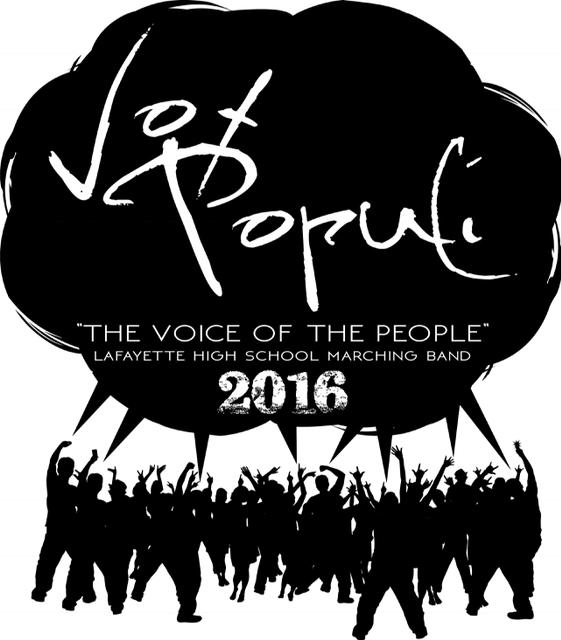 Vox
Populi
"THE VOICE OF THE PEOPLE"
LAFAYETTE HIGH SCHOOL MARCHING BAND
2016